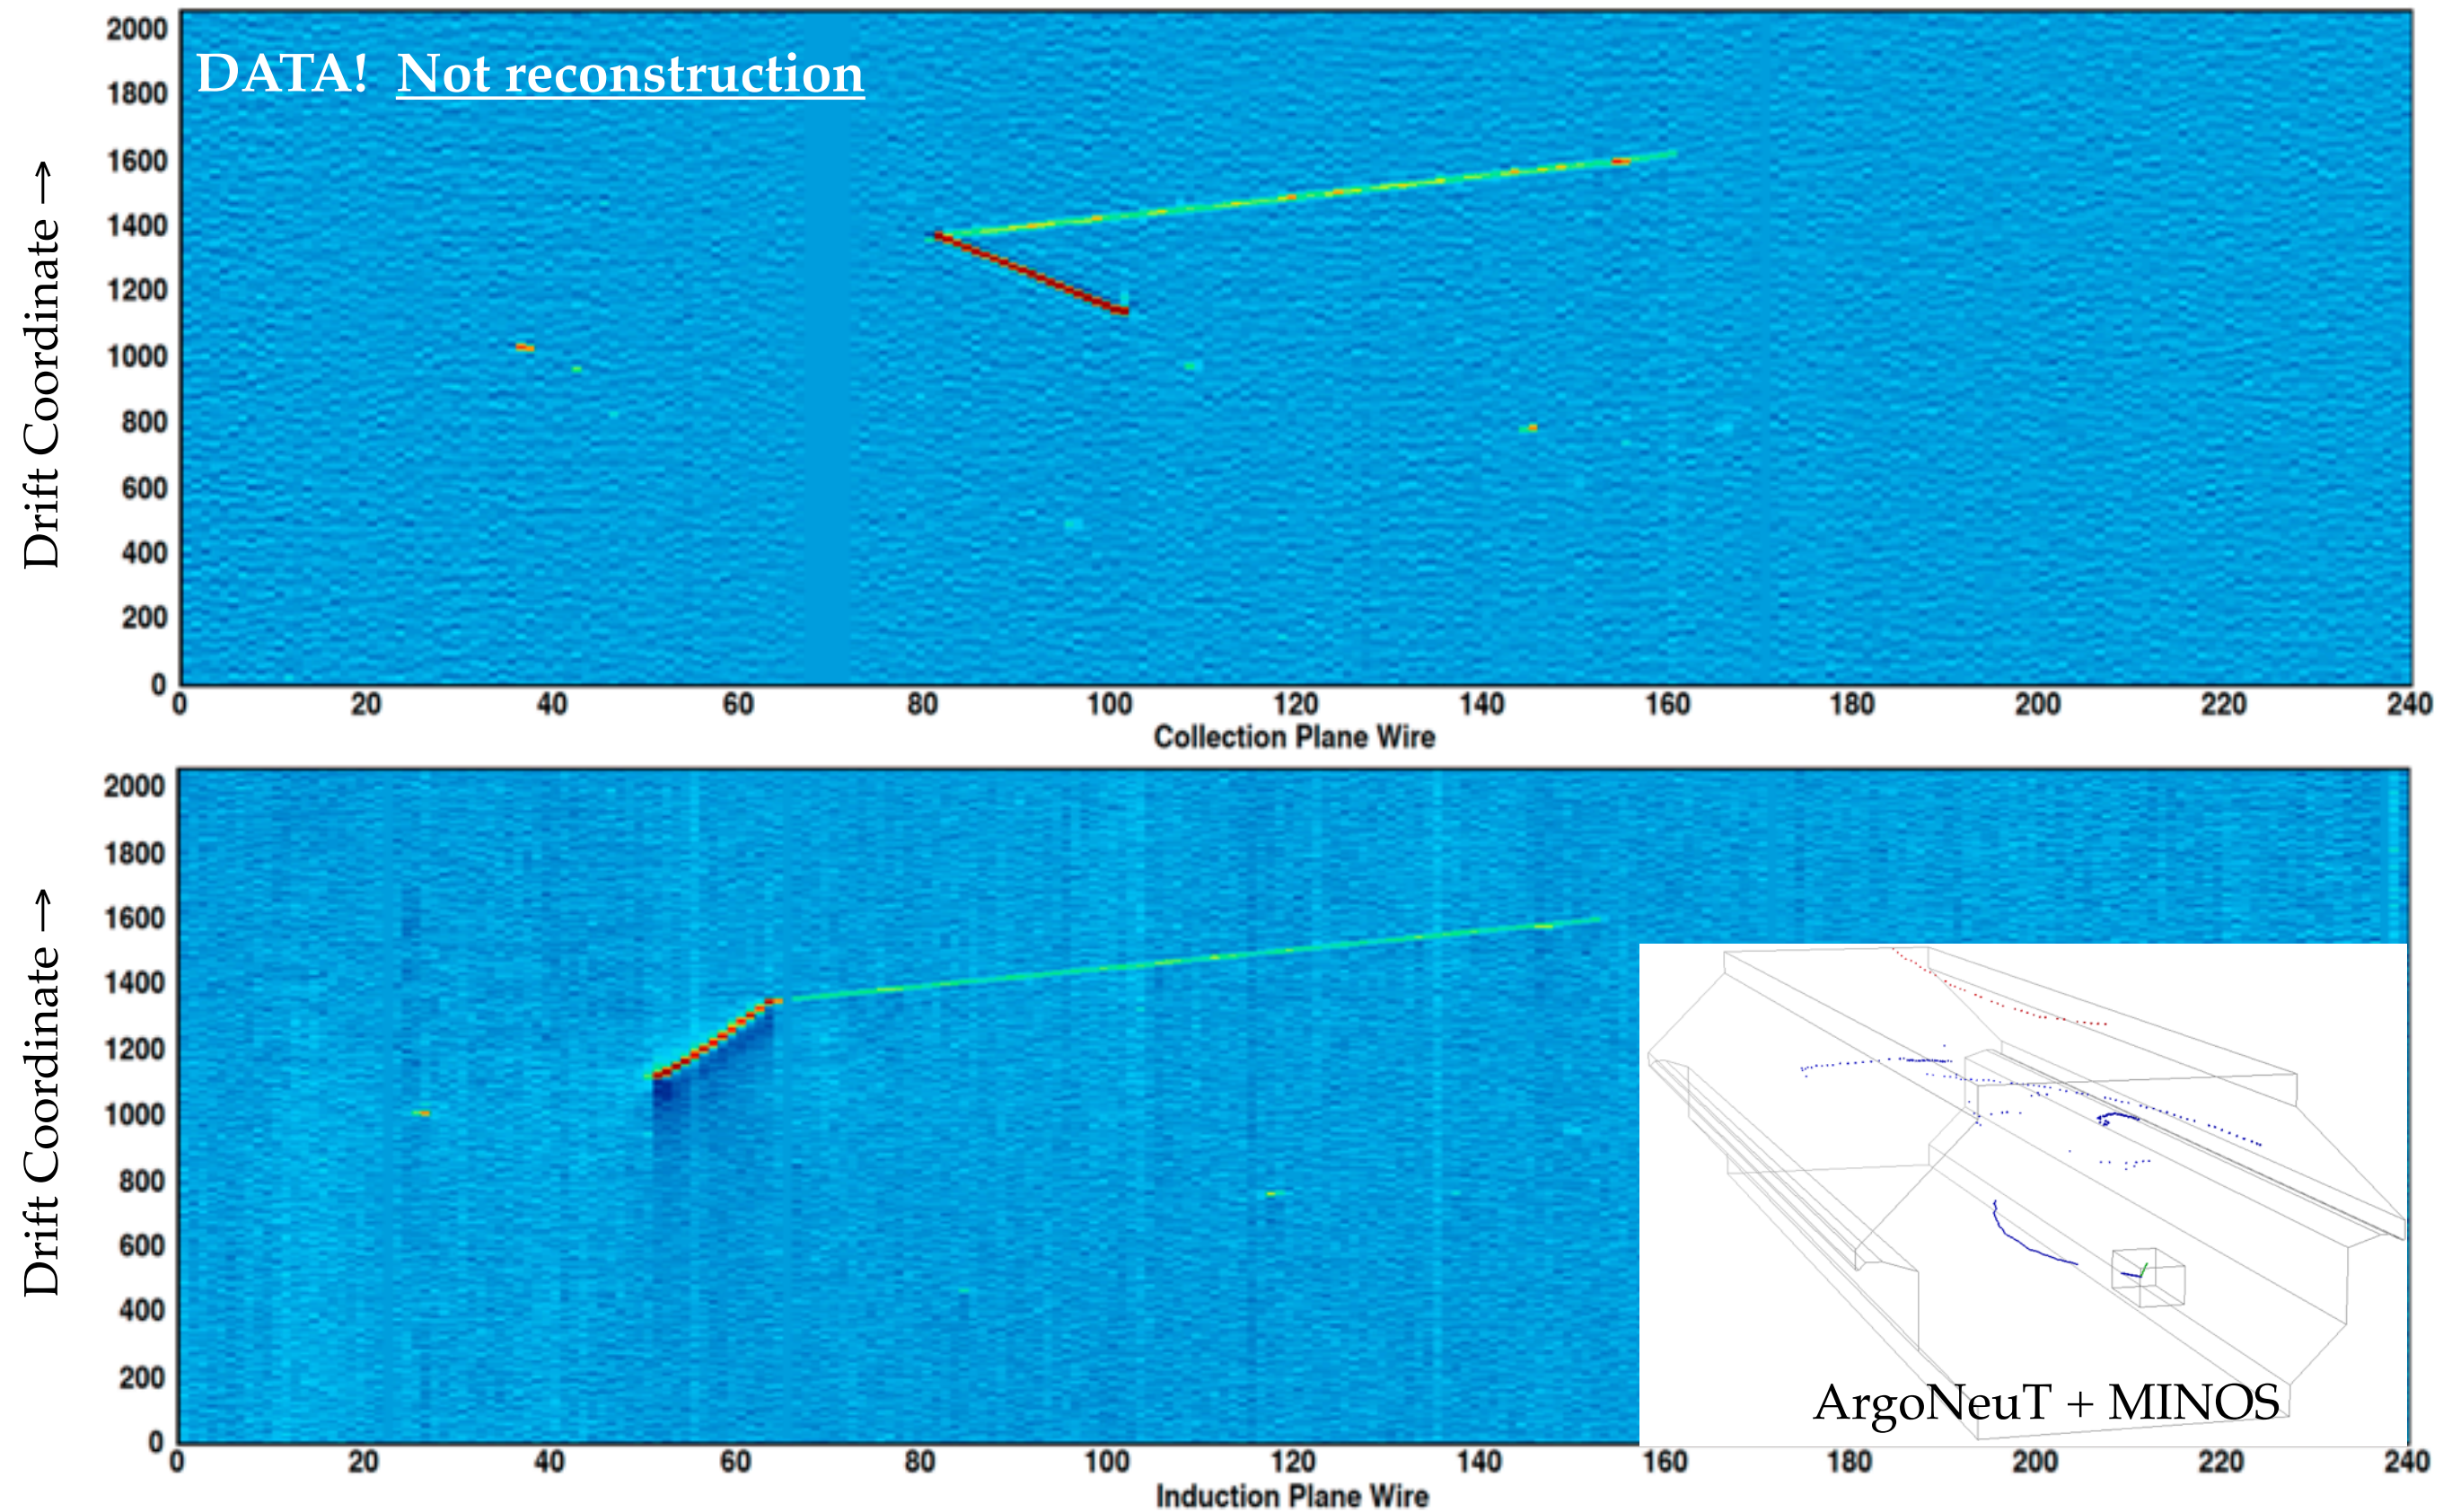 DATA! Not reconstruction
Drift Coordinate →
2000
1800
1600
1400
1200
1000
800
600
400
200
0
0 20 40 60 80 100 120 140 160 180 200 220 240
Collection Plane Wire
Drift Coordinate →
2000
1800
1600
1400
1200
1000
800
600
400
200
0
ArgoNeuT + MINOS
0 20 40 60 80 100 120 140 160 180 200 220 240
Induction Plane Wire